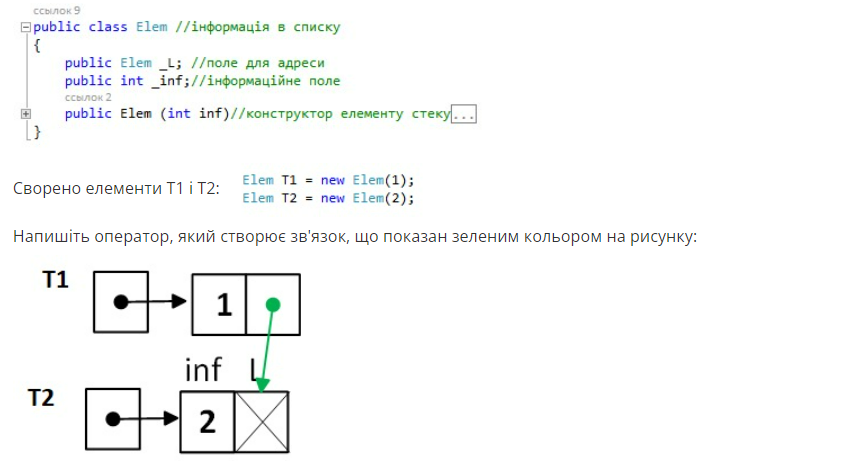 ссылок 9
public class Elem //інформація в списку
{
public Elem _L; //поле для адреси
public int _inf;//інформаційне поле
ссылок 2
public Elem (int inf)//конструктор елементу стеку...
}
Сворено елементи T1 і T2:
Elem T1 = new Elem(1);
Elem T2 = new Elem(2);
Напишіть оператор, який створює зв'язок, що показан зеленим кольором на рисунку:
T1
1
inf L
T2
2